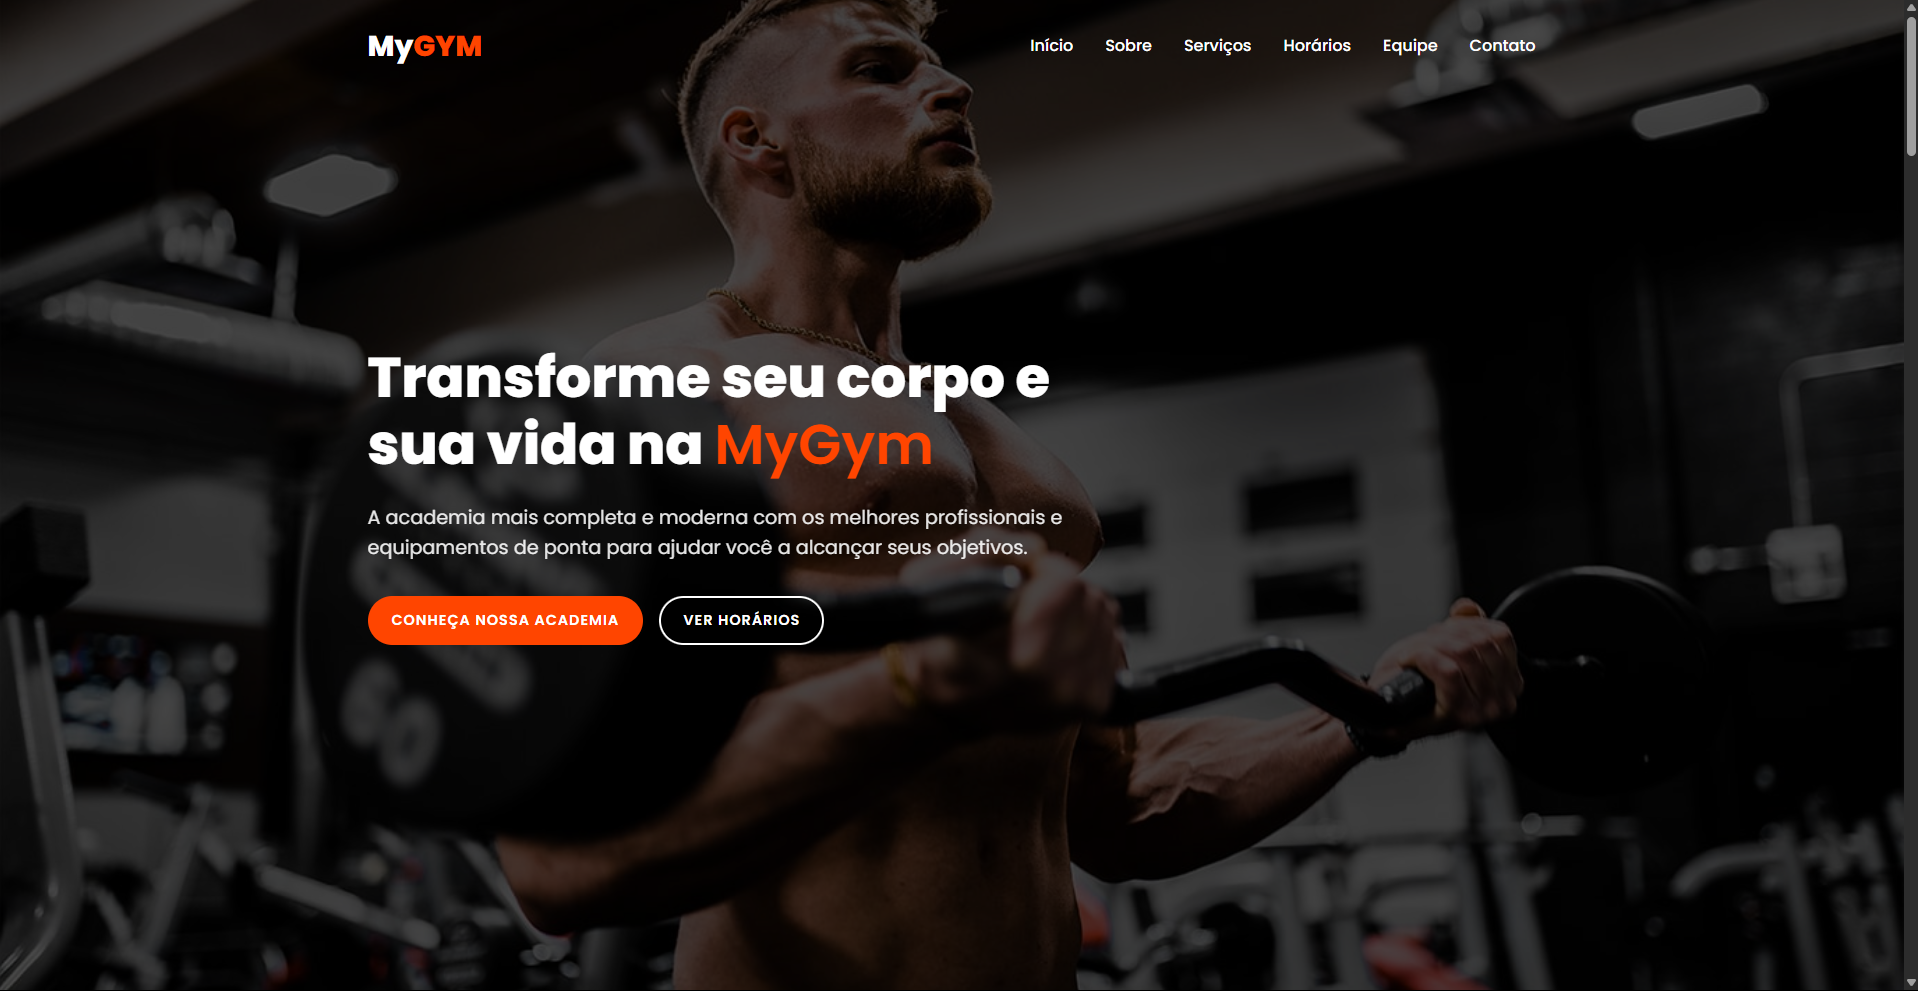 MyGYM
Início Sobre Serviços Horários Equipe Contato
Transforme seu corpo e
sua vida na MyGym
A academia mais completa e moderna com os melhores profissionais e
equipamentos de ponta para ajudar você a alcançar seus objetivos.
CONHEÇA NOSSA ACADEMIA VER HORÁRIOS